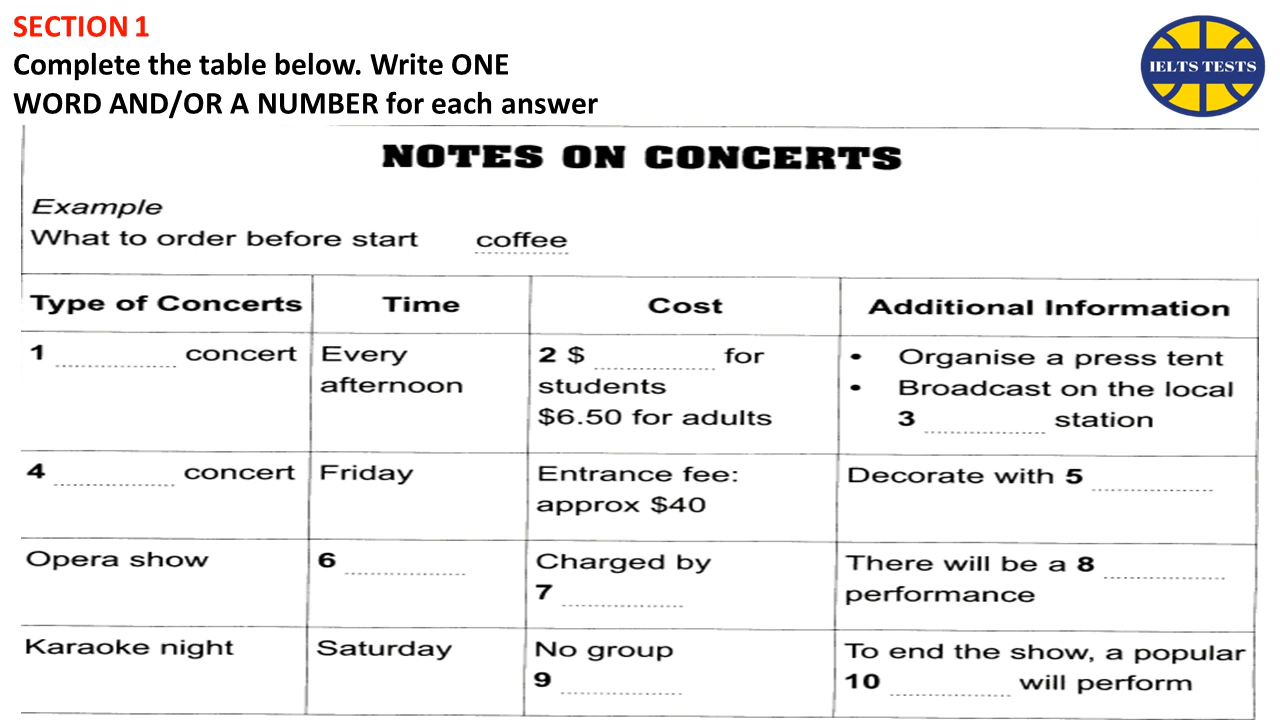 SECTION 1
Complete the table below. Write ONE
WORD AND/OR A NUMBER for each answer
IELTS TESTS
NOTES ON CONCERTS
Example
What to order before start coffee
Type of Concerts Time Cost Additional Information
1 ........ concert
Every
afternoon
2 $ ........ for
students
$6.50 for adults
• Organise a press tent
• Broadcast on the local
3 ........ station
4 ........ concert
Friday
Entrance fee:
approx $40
Decorate with 5 ........
Opera show
6 ........
Charged by
7 ........
There will be a 8 ........
performance
Karaoke night
Saturday
No group
9 ........
To end the show, a popular
10 ........ will perform